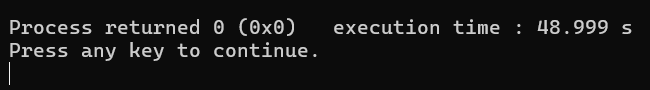 Process returned 0 (0x0)   execution time : 48.999 s
Press any key to continue.